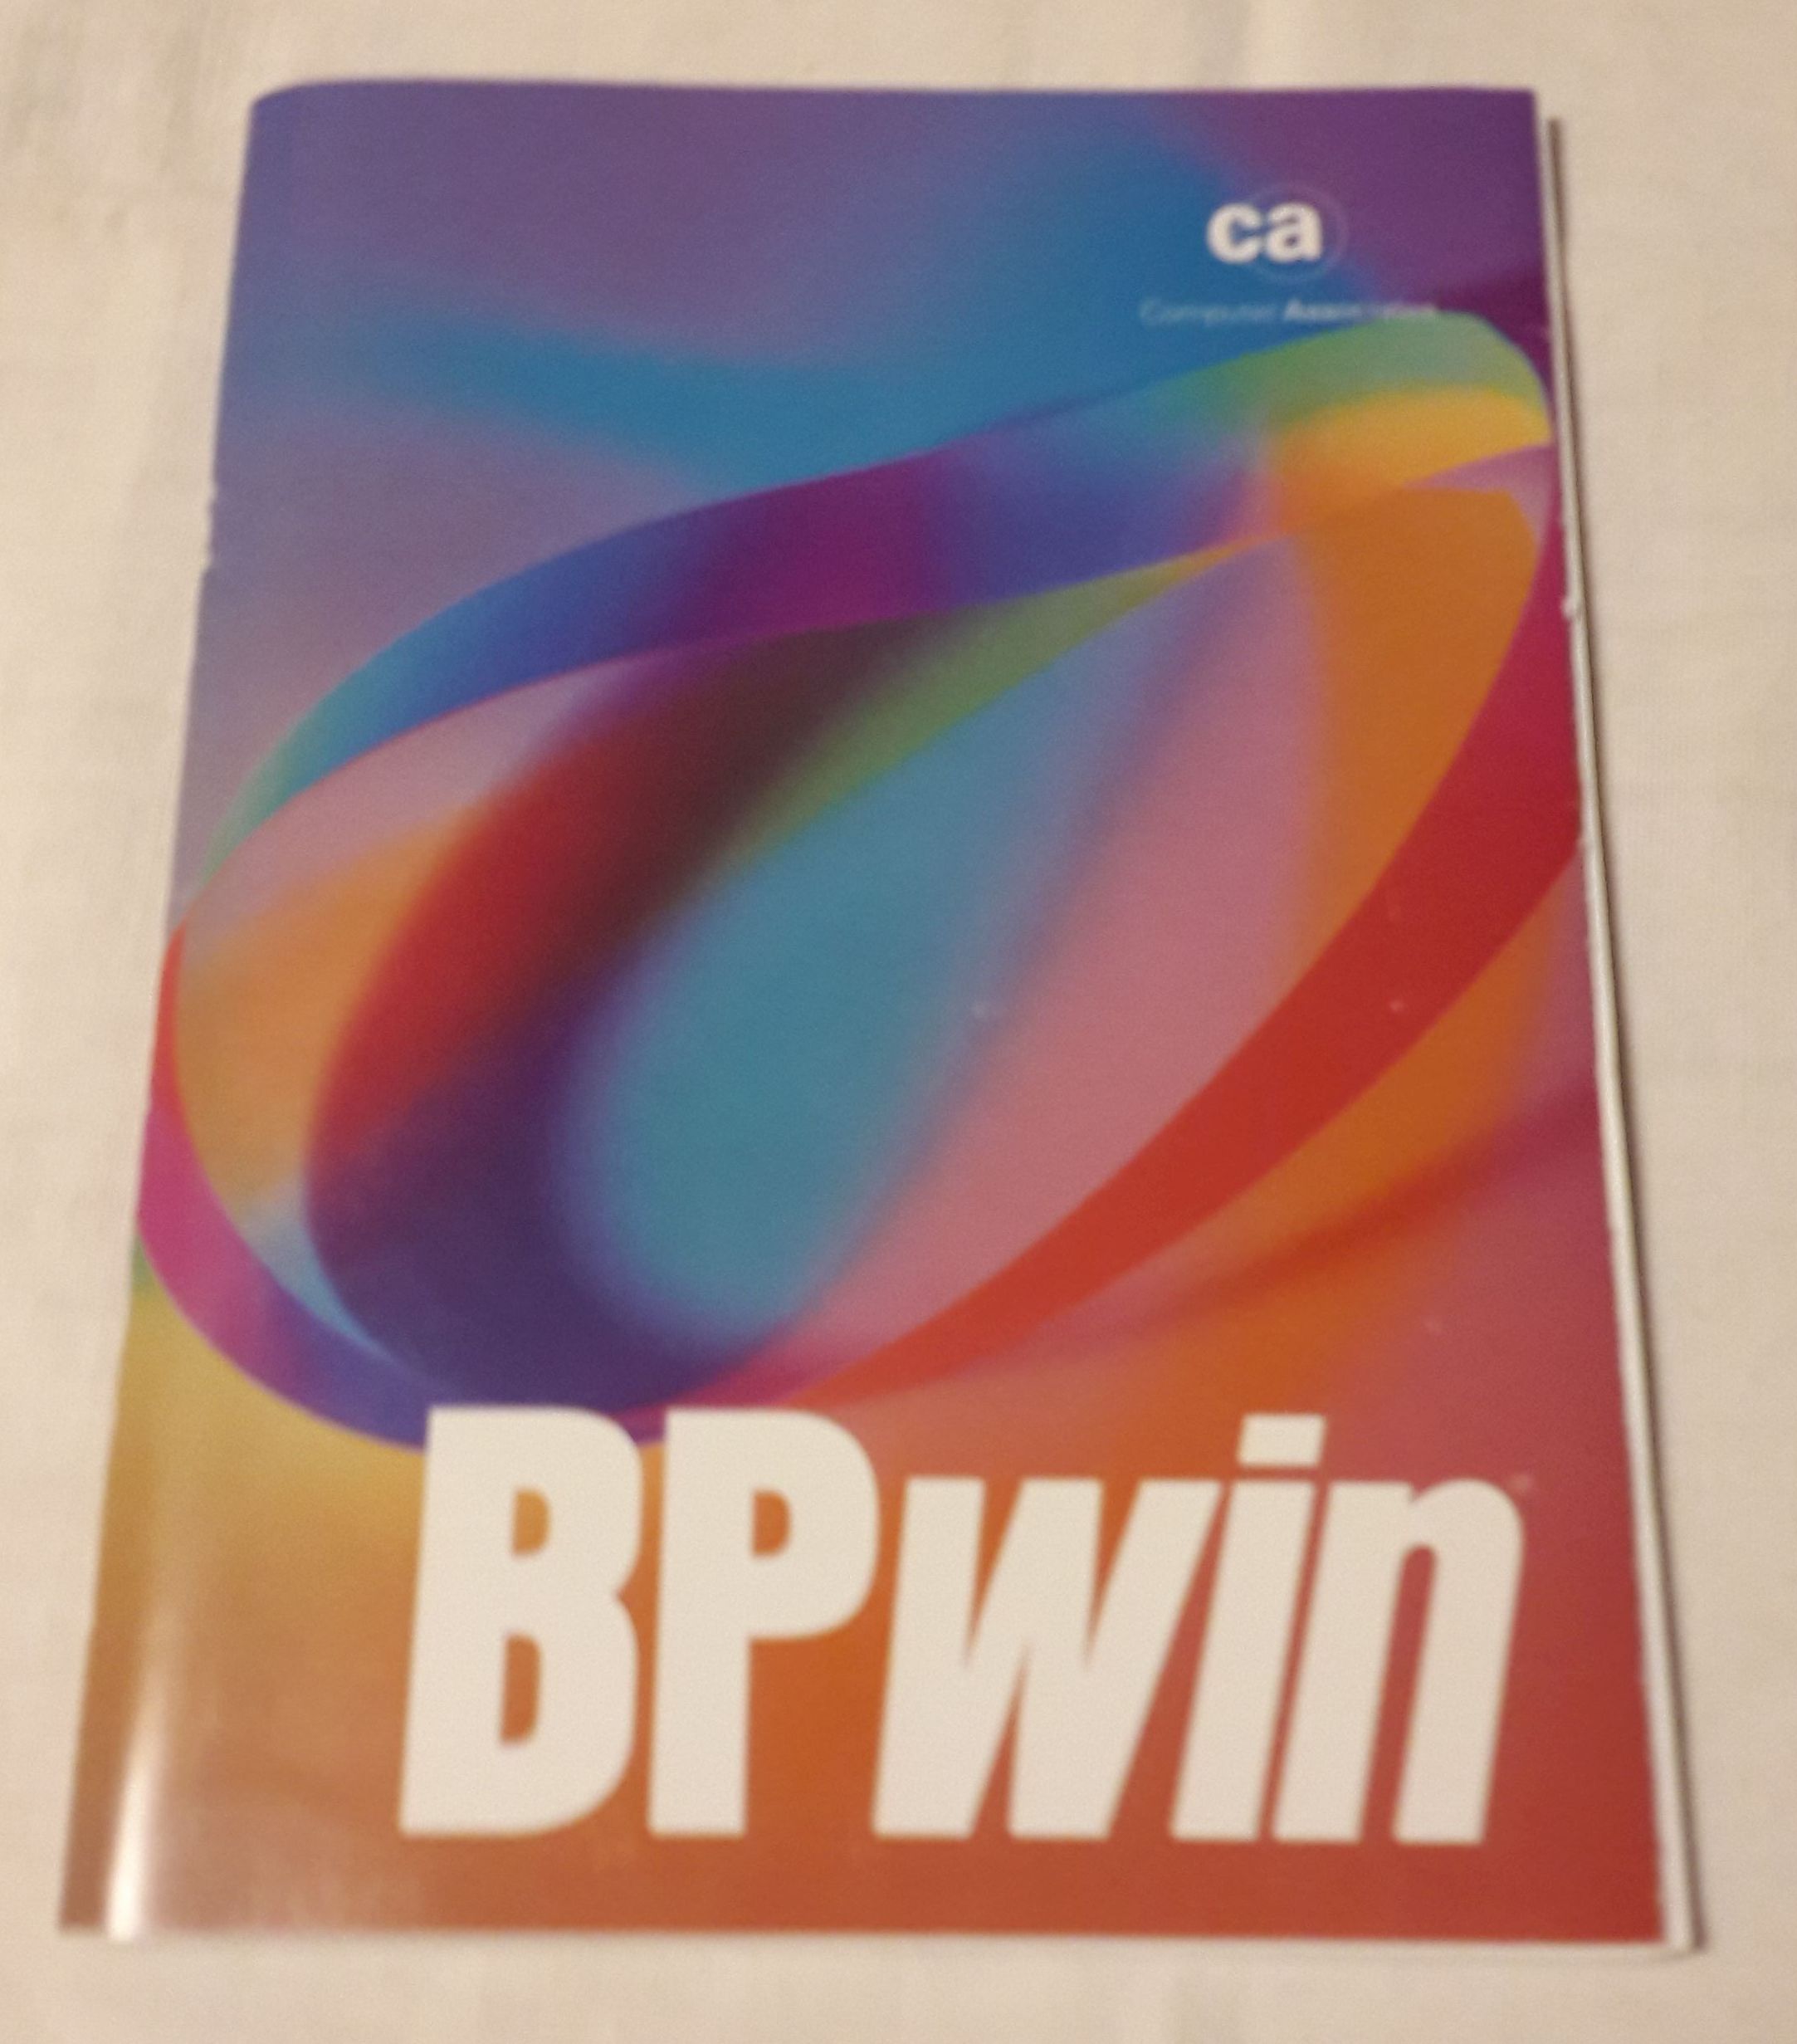 ca
Computer Associates
BPwin